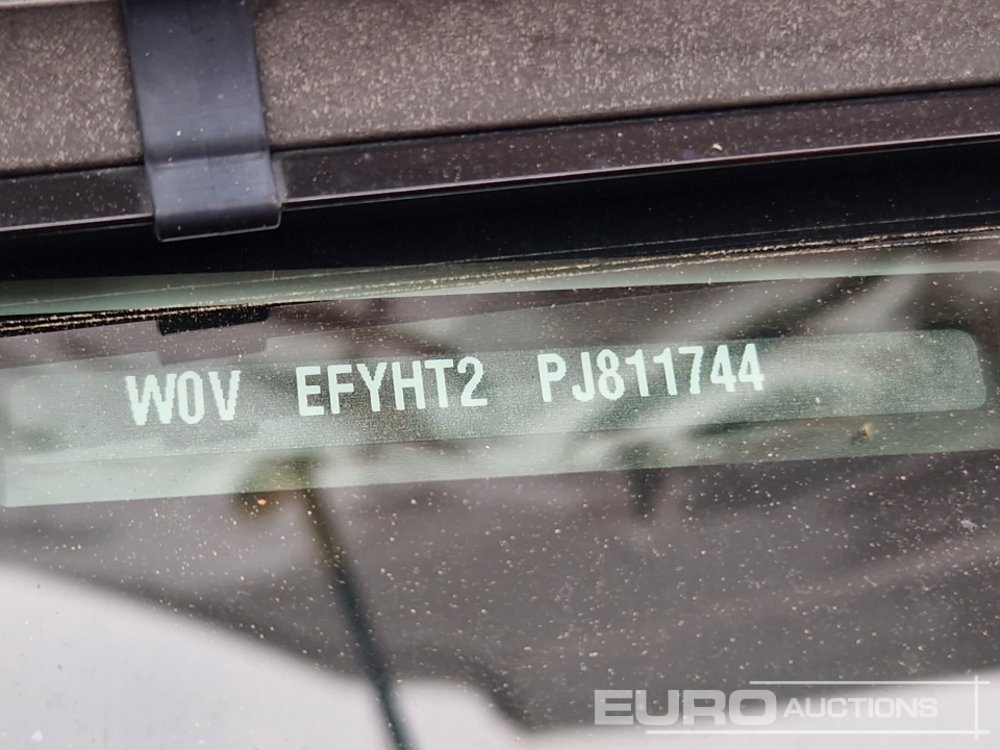 W0V EFYHT2 PJ811744
EURO AUCTIONS